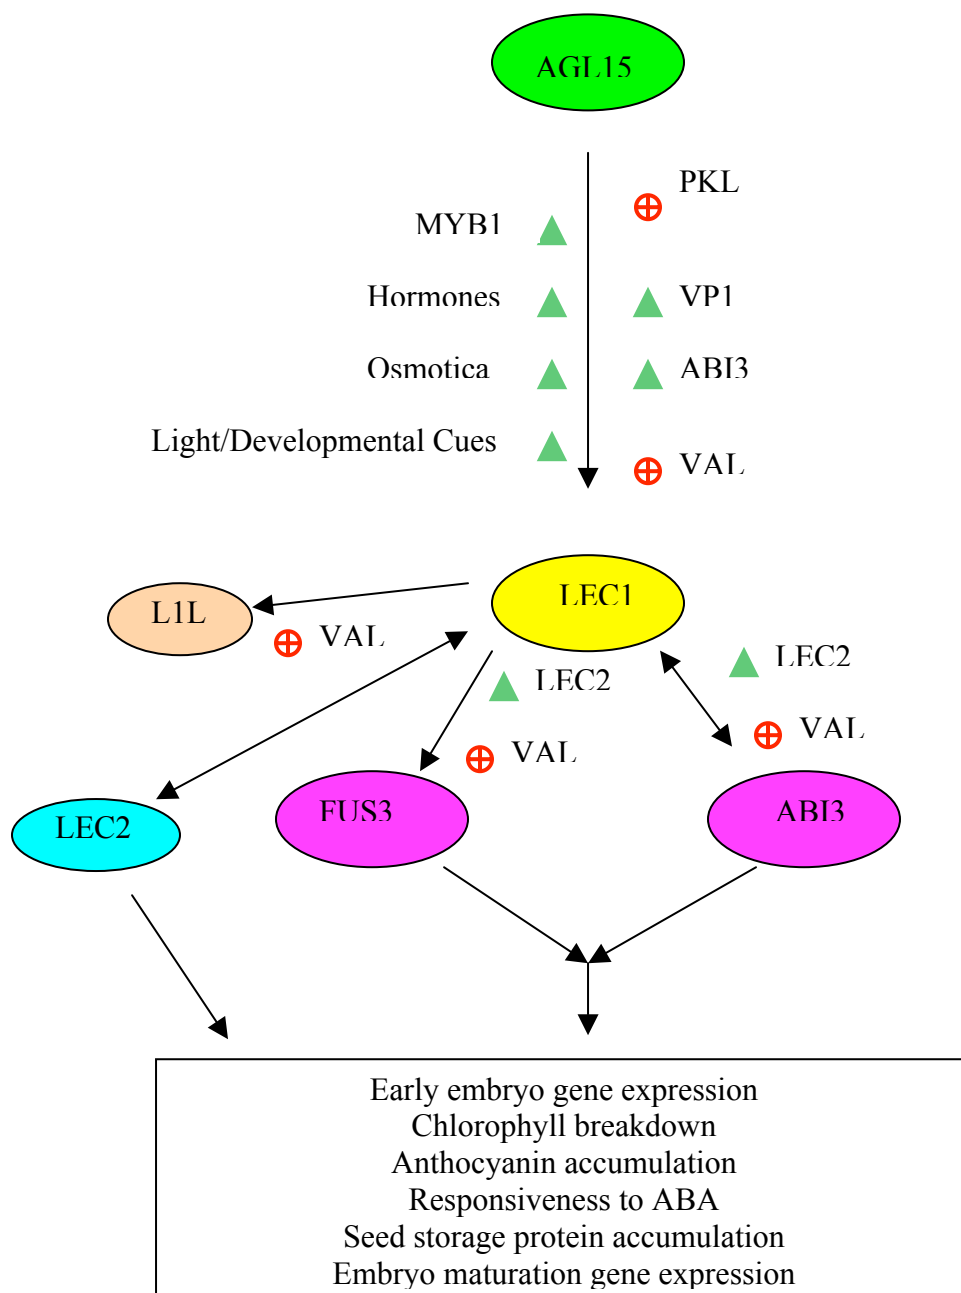 AGL15
PKL
MYB1
Hormones
VP1
Osmotica
ABI3
Light/Developmental Cues
VAL
LEC1
L1L
VAL
LEC2
LEC2
VAL
VAL
LEC2
FUS3
ABI3
Early embryo gene expression
Chlorophyll breakdown
Anthocyanin accumulation
Responsiveness to ABA
Seed storage protein accumulation
Embryo maturation gene expression